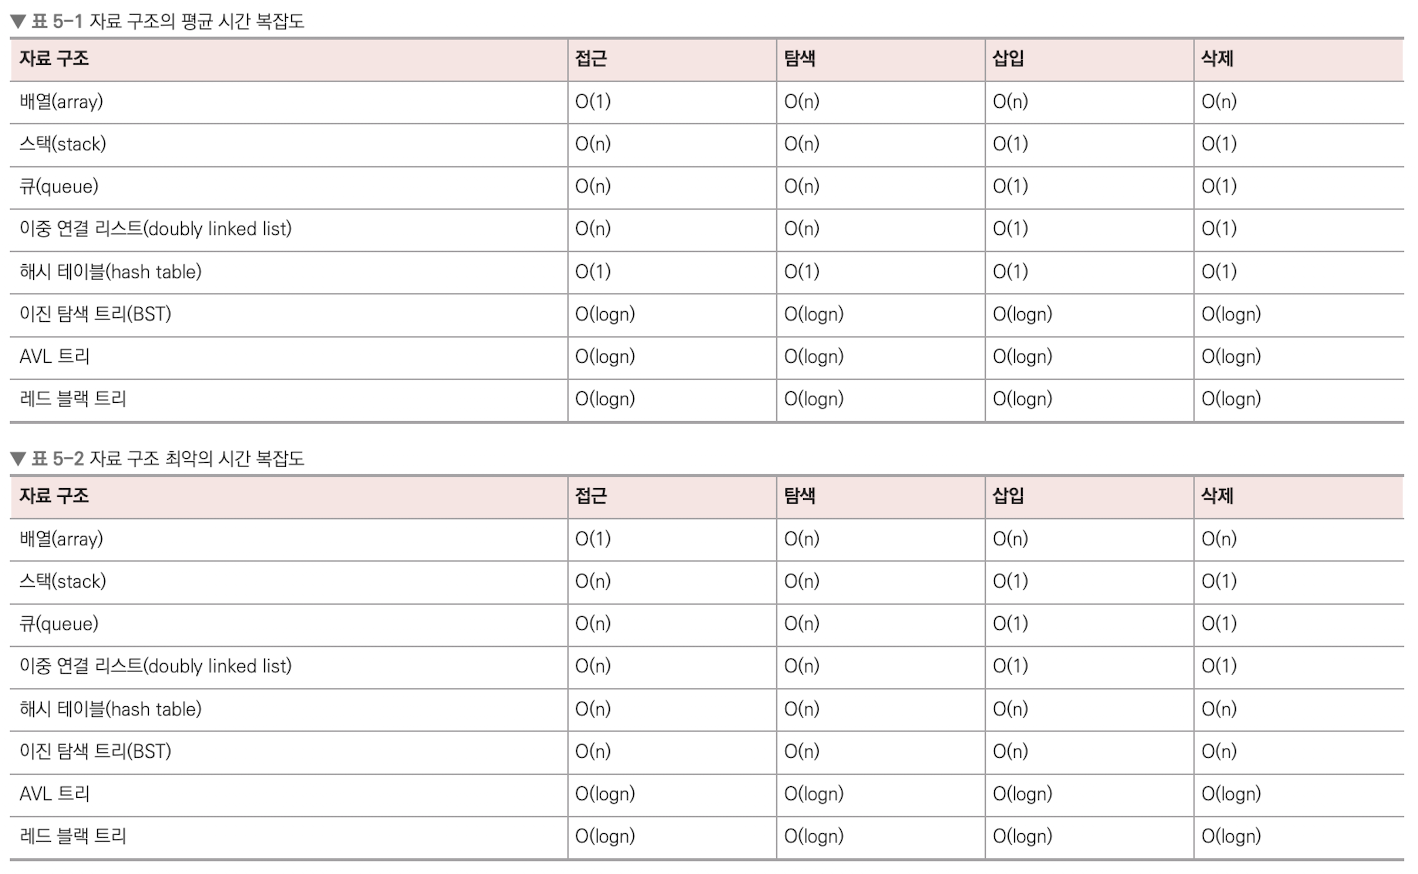 ▼ 표 5-1 자료 구조의 평균 시간 복잡도
자료 구조 접근 탐색 삽입 삭제
배열(array) O(1) O(n) O(n) O(n)
스택(stack) O(n) O(n) O(1) O(1)
큐(queue) O(n) O(n) O(1) O(1)
이중 연결 리스트(doubly linked list) O(n) O(n) O(1) O(1)
해시 테이블(hash table) O(1) O(1) O(1) O(1)
이진 탐색 트리(BST) O(logn) O(logn) O(logn) O(logn)
AVL 트리 O(logn) O(logn) O(logn) O(logn)
레드 블랙 트리 O(logn) O(logn) O(logn) O(logn)
▼ 표 5-2 자료 구조 최악의 시간 복잡도
자료 구조 접근 탐색 삽입 삭제
배열(array) O(1) O(n) O(n) O(n)
스택(stack) O(n) O(n) O(1) O(1)
큐(queue) O(n) O(n) O(1) O(1)
이중 연결 리스트(doubly linked list) O(n) O(n) O(1) O(1)
해시 테이블(hash table) O(n) O(n) O(n) O(n)
이진 탐색 트리(BST) O(n) O(n) O(n) O(n)
AVL 트리 O(logn) O(logn) O(logn) O(logn)
레드 블랙 트리 O(logn) O(logn) O(logn) O(logn)